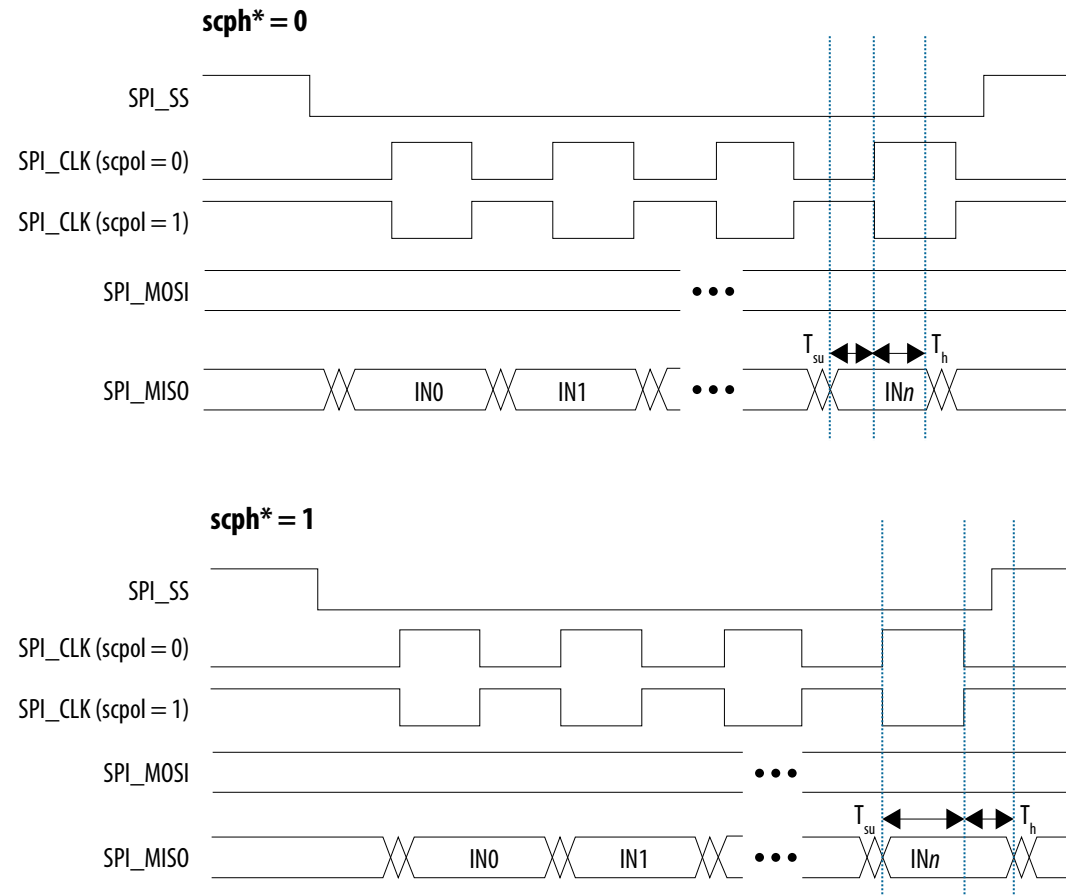 scph* = 0
SPI_SS
SPI_CLK (scpol = 0)
SPI_CLK (scpol = 1)
SPI_MOSI
•••
Tsu Th
SPI_MISO IN0 IN1 ••• INn
scph* = 1
SPI_SS
SPI_CLK (scpol = 0)
SPI_CLK (scpol = 1)
SPI_MOSI
•••
Tsu Th
SPI_MISO IN0 IN1 ••• INn